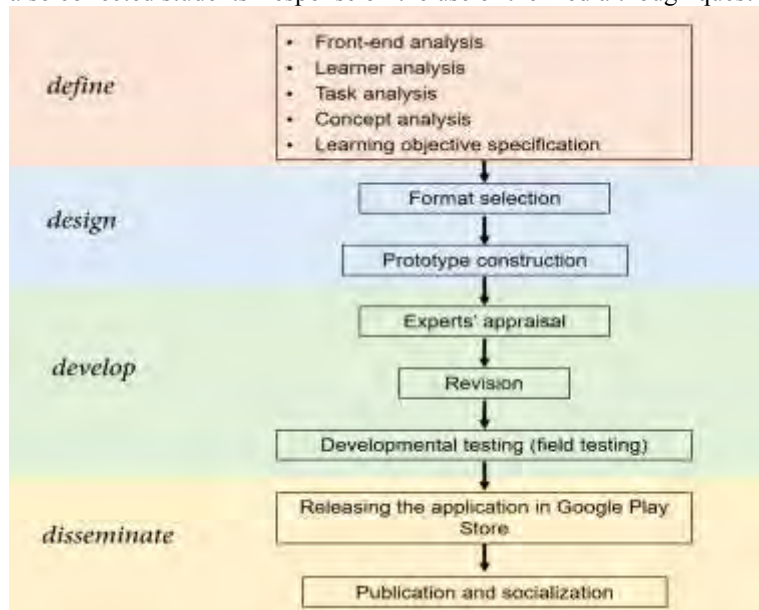 define
• Front-end analysis
• Learner analysis
• Task analysis
• Concept analysis
• Learning objective specification
design
Format selection
Prototype construction
develop
Experts' appraisal
Revision
Developmental testing (field testing)
disseminate
Releasing the application in Google Play
Store
Publication and socialization